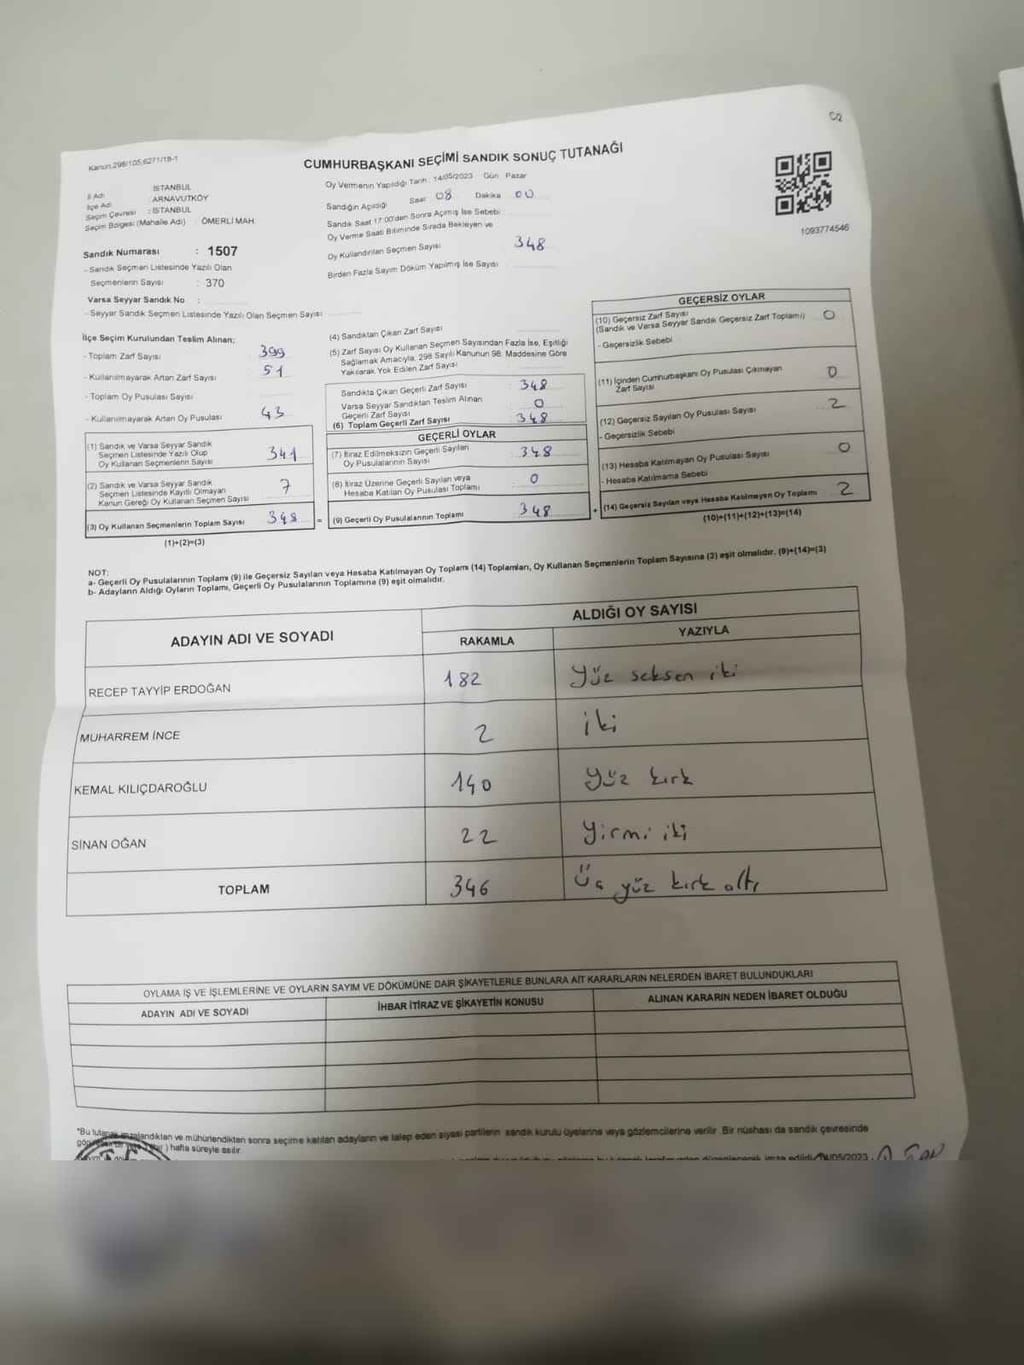 C2
Kanun.298/105,6271/18-1
CUMHURBAŞKANI SEÇİMİ SANDIK SONUÇ TUTANAĞI
İl Adı : İSTANBUL
İlçe Adı : ARNAVUTKÖY
Seçim Çevresi : İSTANBUL
Seçim Bölgesi (Mahalle Adı) : ÖMERLİ MAH.
Oy Vermenin Yapıldığı Tarih : 14/05/2023 Gün : Pazar
Sandığın Açıldığı Saat 08 Dakika 00
Sandık Saat 17:00'den Sonra Açılmış İse Sebebi
Oy Verme Saati Bitiminde Sırada Bekleyen ve
Oy Kullandırılan Seçmen Sayısı 348
Birden Fazla Sayım Döküm Yapılmış İse Sayısı
1093774546
Sandık Numarası : 1507
- Sandık Seçmen Listesinde Yazılı Olan
Seçmenlerin Sayısı : 370
Varsa Seyyar Sandık No :
- Seyyar Sandık Seçmen Listesinde Yazılı Olan Seçmen Sayısı :
İlçe Seçim Kurulundan Teslim Alınan;
- Toplam Zarf Sayısı 399
- Kullanılmayarak Artan Zarf Sayısı 51
- Toplam Oy Pusulası Sayısı
- Kullanılmayarak Artan Oy Pusulası 43
(1) Sandık ve Varsa Seyyar Sandık
Seçmen Listesinde Yazılı Olup
Oy Kullanan Seçmenlerin Sayısı 341
(2) Sandık ve Varsa Seyyar Sandık
Seçmen Listesinde Kayıtlı Olmayan
Kanun Gereği Oy Kullanan Seçmen Sayısı 7
(3) Oy Kullanan Seçmenlerin Toplam Sayısı 348 =
(1)+(2)=(3)
(4) Sandıktan Çıkan Zarf Sayısı
(5) Zarf Sayısı Oy Kullanan Seçmen Sayısından Fazla İse, Eşitliği
Sağlamak Amacıyla, 298 Sayılı Kanunun 98. Maddesine Göre
Yakılarak Yok Edilen Zarf Sayısı
Sandıkta Çıkan Geçerli Zarf Sayısı 348
Varsa Seyyar Sandıktan Teslim Alınan
Geçerli Zarf Sayısı 0
(6) Toplam Geçerli Zarf Sayısı 348
GEÇERLİ OYLAR
(7) İtiraz Edilmeksizin Geçerli Sayılan
Oy Pusulalarının Sayısı 348
(8) İtiraz Üzerine Geçerli Sayılan veya
Hesaba Katılan Oy Pusulası Toplamı 0
(9) Geçerli Oy Pusulalarının Toplamı 348 +
GEÇERSİZ OYLAR
(10) Geçersiz Zarf Sayısı 0
(Sandık ve Varsa Seyyar Sandık Geçersiz Zarf Toplamı)
- Geçersizlik Sebebi
(11) İçinden Cumhurbaşkanı Oy Pusulası Çıkmayan
Zarf Sayısı 0
(12) Geçersiz Sayılan Oy Pusulası Sayısı 2
- Geçersizlik Sebebi
(13) Hesaba Katılmayan Oy Pusulası Sayısı 0
- Hesaba Katılmama Sebebi
(14) Geçersiz Sayılan veya Hesaba Katılmayan Oy Toplamı 2
(10)+(11)+(12)+(13)=(14)
NOT:
a- Geçerli Oy Pusulalarının Toplamı (9) ile Geçersiz Sayılan veya Hesaba Katılmayan Oy Toplamı (14) Toplamları, Oy Kullanan Seçmenlerin Toplam Sayısına (3) eşit olmalıdır. (9)+(14)=(3)
b- Adayların Aldığı Oyların Toplamı, Geçerli Oy Pusulalarının Toplamına (9) eşit olmalıdır.
ADAYIN ADI VE SOYADI
ALDIĞI OY SAYISI
RAKAMLA YAZIYLA
RECEP TAYYİP ERDOĞAN 182 Yüz seksen iki
MUHARREM İNCE 2 iki
KEMAL KILIÇDAROĞLU 140 Yüz kırk
SİNAN OĞAN 22 Yirmi iki
TOPLAM 346 Üç yüz kırk altı
OYLAMA İŞ VE İŞLEMLERİNE VE OYLARIN SAYIM VE DÖKÜMÜNE DAİR ŞİKAYETLERLE BUNLARA AİT KARARLARIN NELERDEN İBARET BULUNDUKLARI
ADAYIN ADI VE SOYADI İHBAR İTİRAZ VE ŞİKAYETİN KONUSU ALINAN KARARIN NEDEN İBARET OLDUĞU
*Bu tutanak imzalandıktan ve mühürlendikten sonra seçime katılan adayların ve talep eden siyasi partilerin sandık kurulu üyelerine veya gözlemcilerine verilir. Bir nüshası da sandık çevresinde
hafta süreyle asılır.